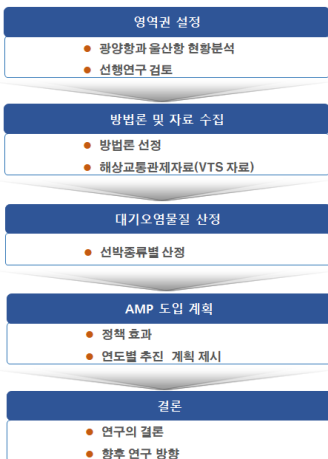 영역권 설정
● 광양항과 울산항 현황분석
● 선행연구 검토
방법론 및 자료 수집
● 방법론 선정
● 해상교통관제자료(VTS 자료)
대기오염물질 산정
● 선박종류별 산정
AMP 도입 계획
● 정책 효과
● 연도별 추진 계획 제시
결론
● 연구의 결론
● 향후 연구 방향